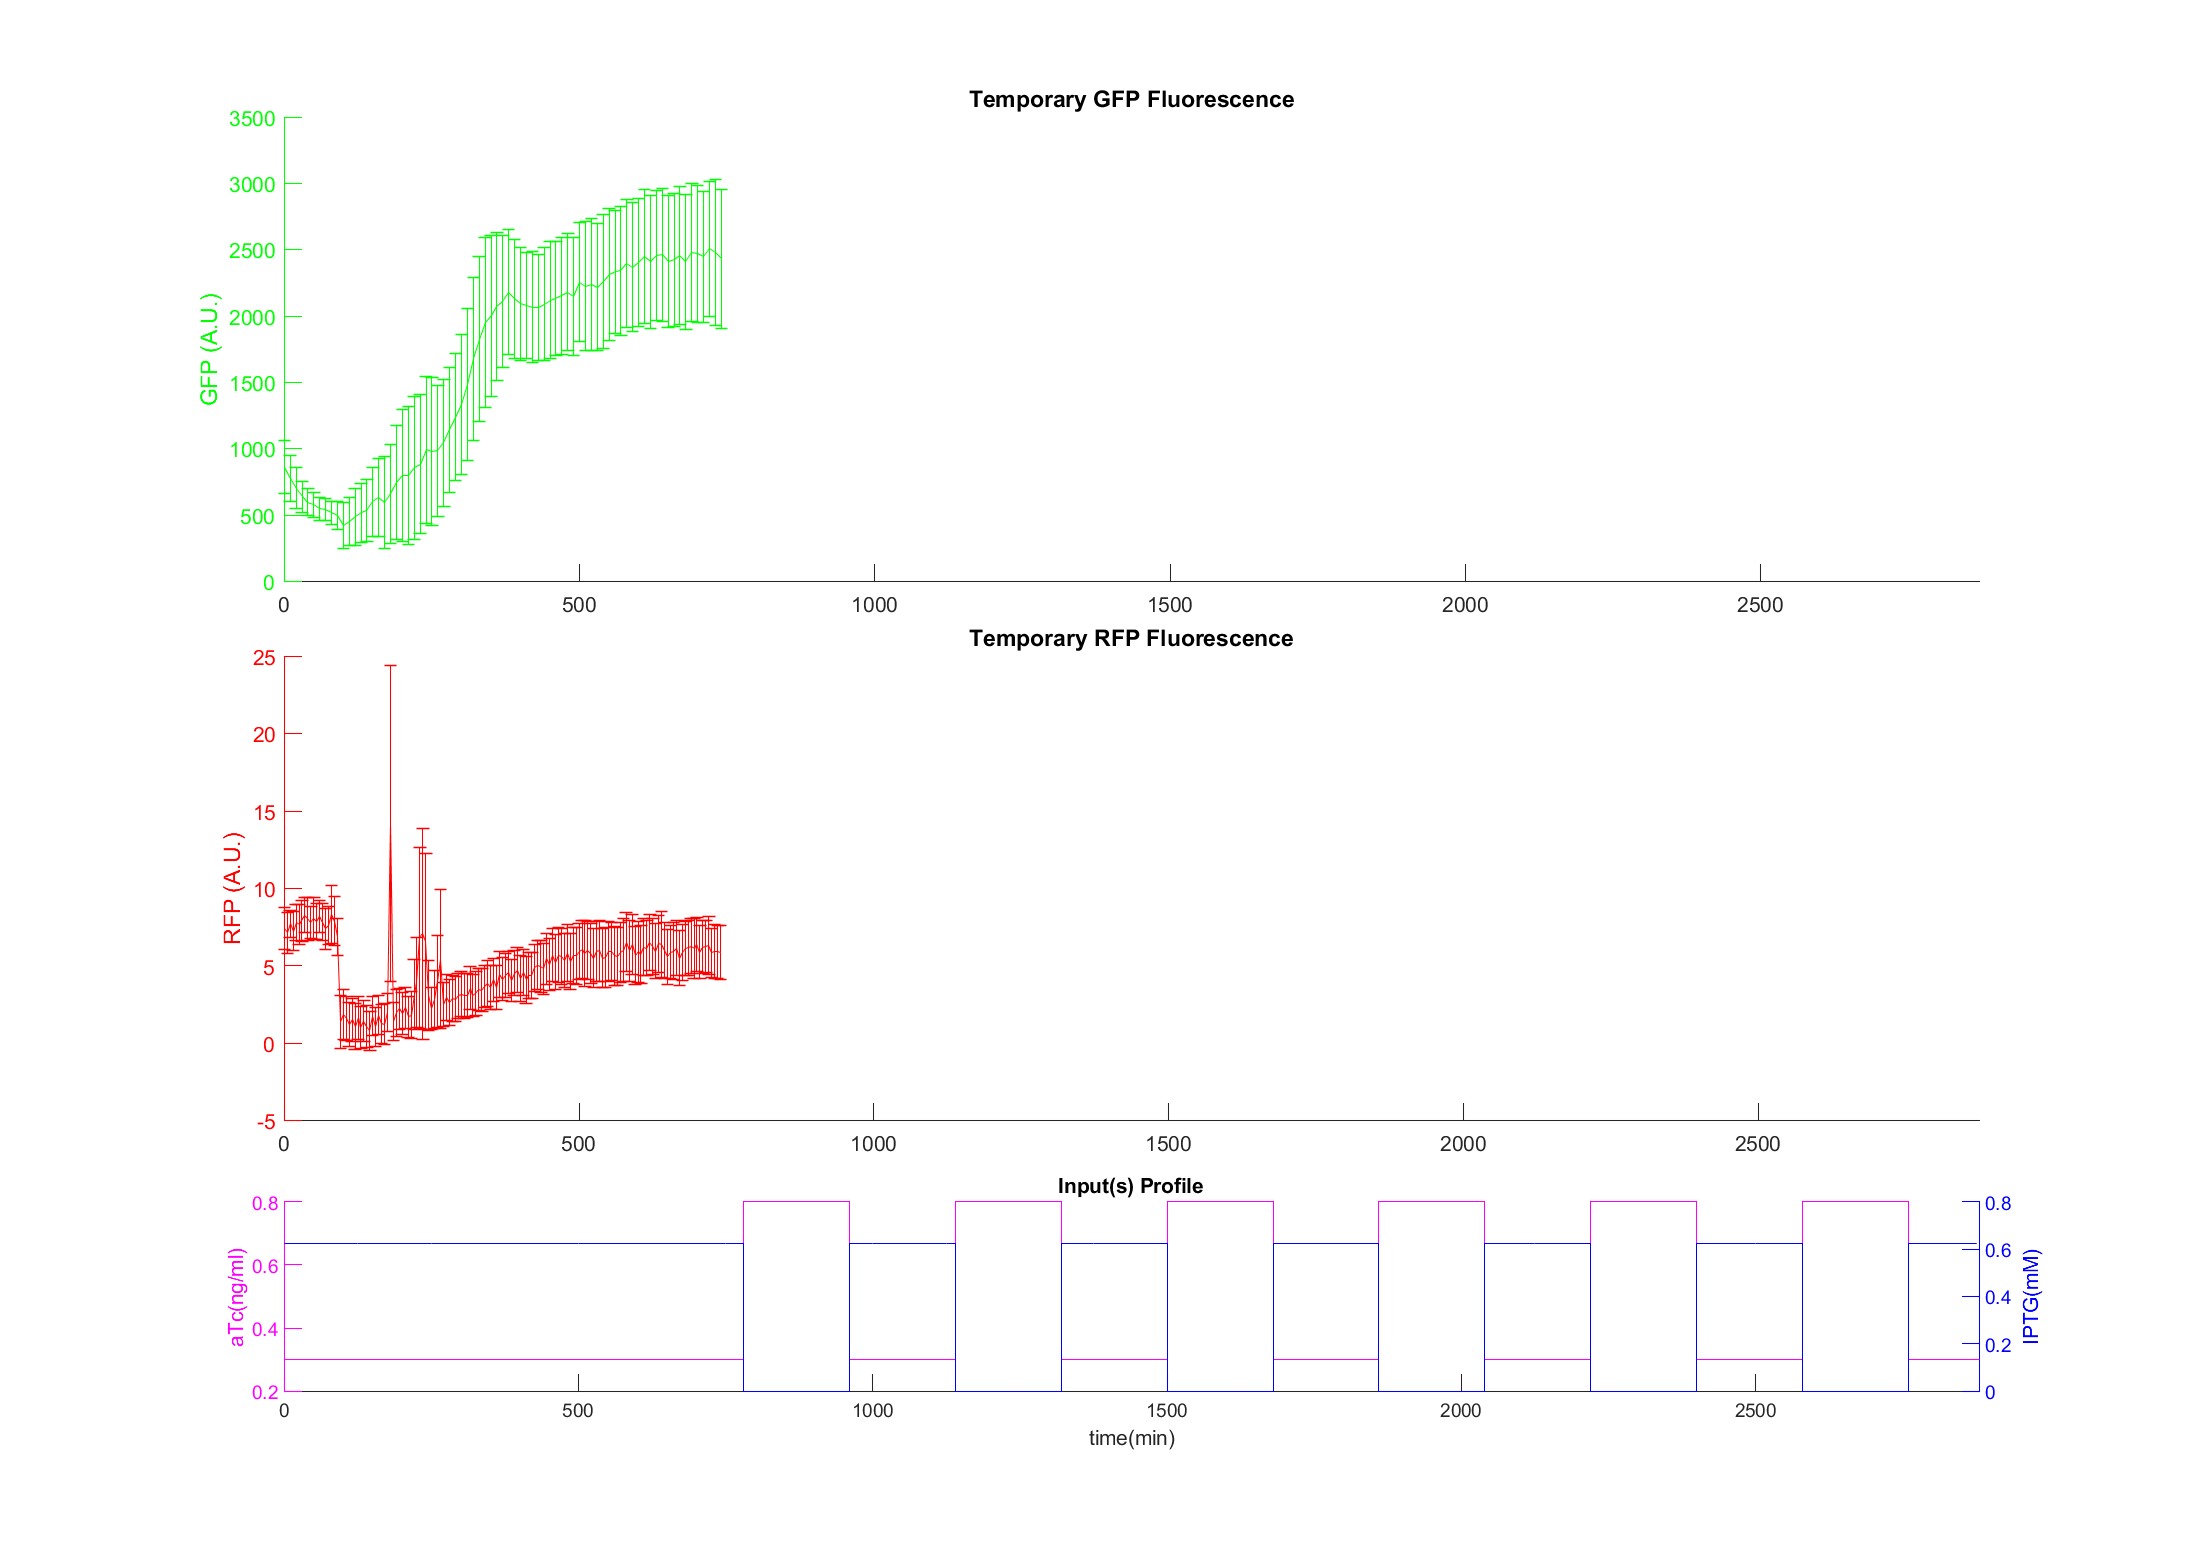 Temporary GFP Fluorescence
3500
3000
2500
2000
1500
1000
500
0
GFP (A.U.)
0 500 1000 1500 2000 2500
Temporary RFP Fluorescence
25
20
15
10
5
0
-5
RFP (A.U.)
0 500 1000 1500 2000 2500
Input(s) Profile
0.8
0.6
0.4
0.2
aTc(ng/ml)
0.8
0.6
0.4
0.2
0
IPTG(mM)
0 500 1000 1500 2000 2500
time(min)